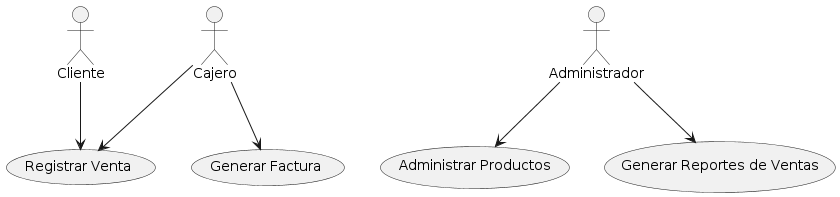 Cliente
Cajero
Administrador
Registrar Venta
Generar Factura
Administrar Productos
Generar Reportes de Ventas